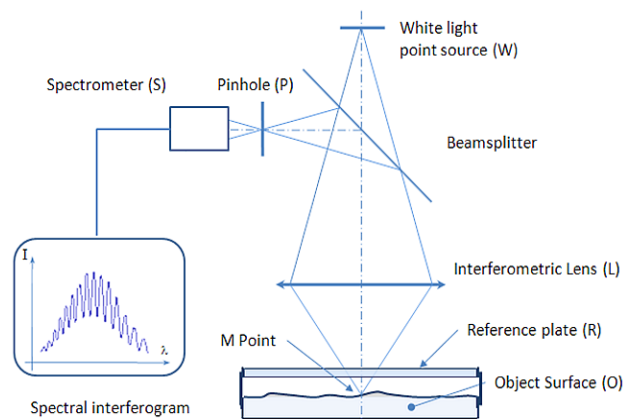 White light
point source (W)
Spectrometer (S)
Pinhole (P)
Beamsplitter
I
λ
Interferometric Lens (L)
M Point
Reference plate (R)
Object Surface (O)
Spectral interferogram